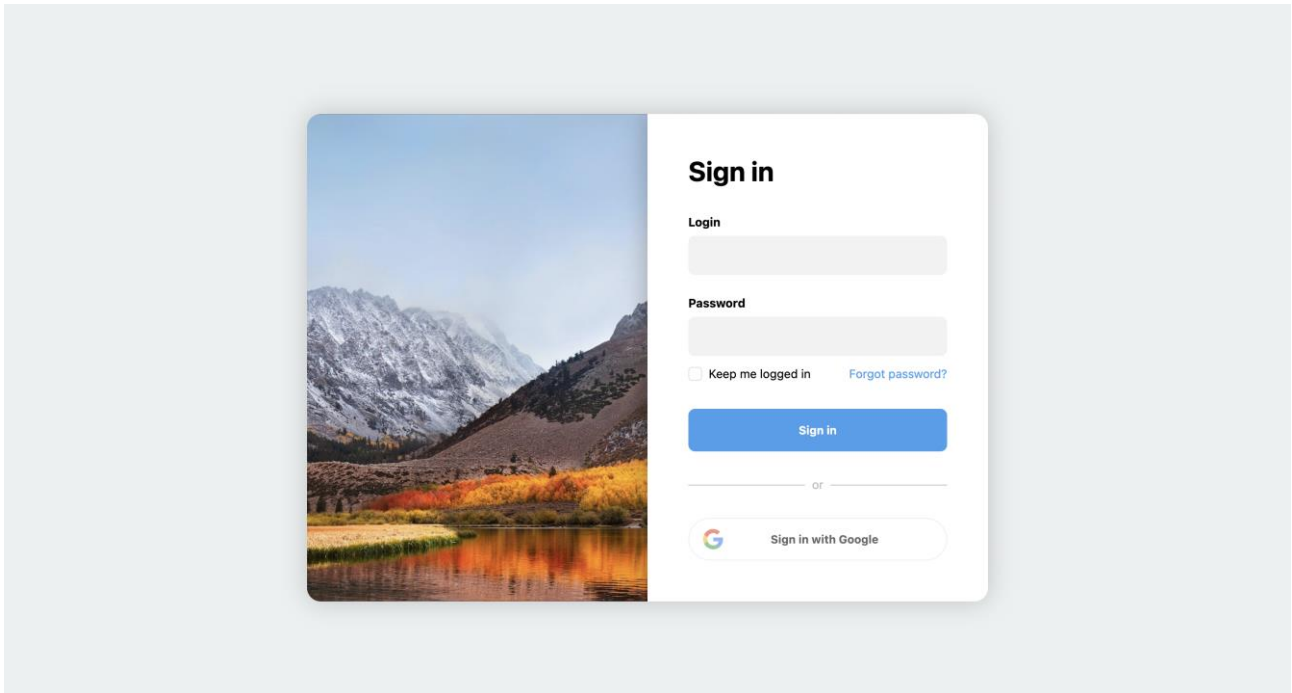 Sign in
Login
Password
Keep me logged in Forgot password?
Sign in
or
Sign in with Google